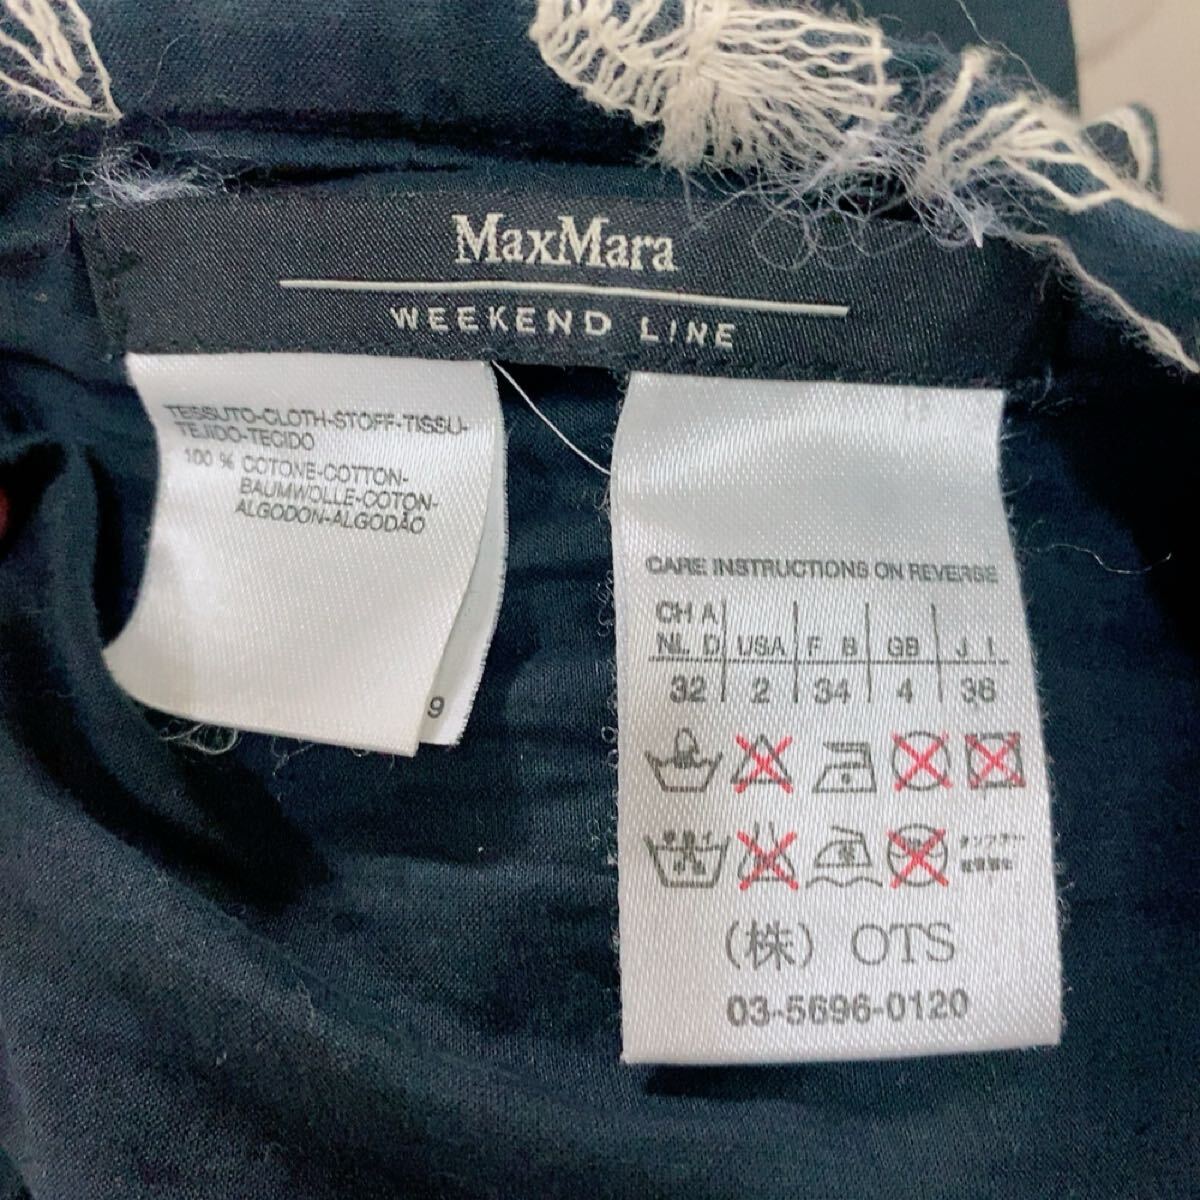 MaxMara
WEEKEND LINE
TESSUTO-CLOTH-STOFF-TISSU-
TEJIDO-TECIDO
100 % COTONE-COTTON-
BAUMWOLLE-COTON-
ALGODON-ALGODÃO
9
CARE INSTRUCTIONS ON REVERSE
CH A
NL D USA F B GB J I
32 2 34 4 36
(株) OTS
03-5696-0120